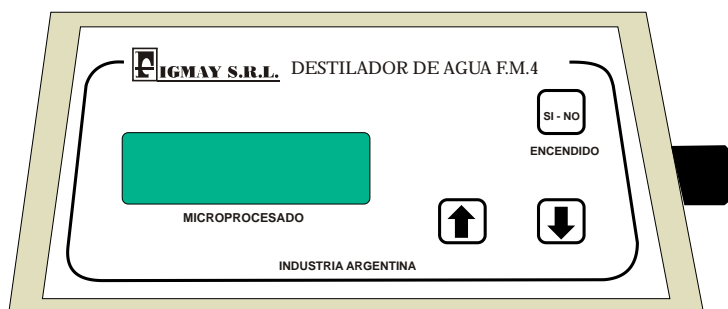 FIGMAY S.R.L. DESTILADOR DE AGUA F.M.4
SI - NO
ENCENDIDO
MICROPROCESADO
INDUSTRIA ARGENTINA